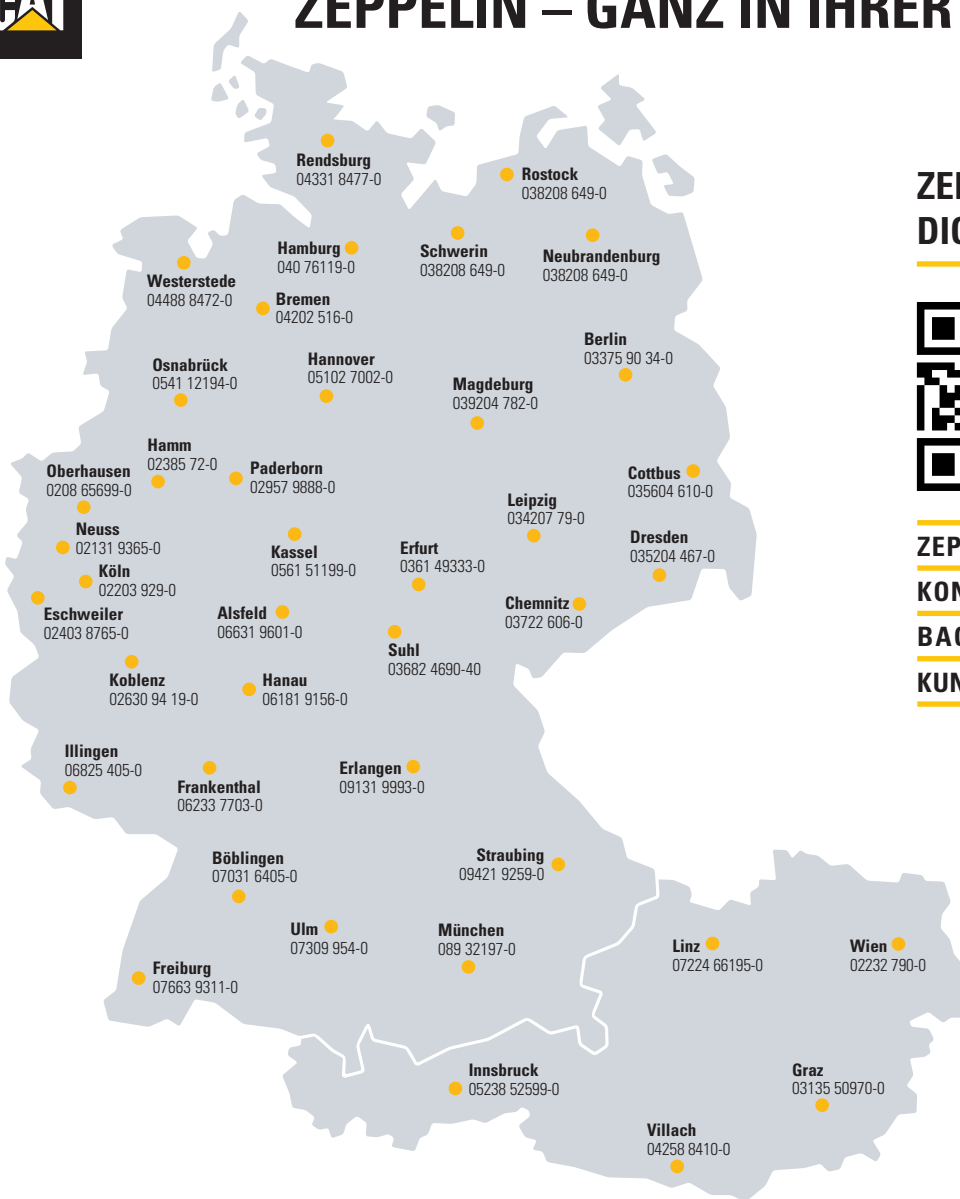 ZEPPELIN – GANZ IN IHRER
Rendsburg
04331 8477-0
Rostock
038208 649-0
Hamburg
040 76119-0
Schwerin
038208 649-0
Neubrandenburg
038208 649-0
Westerstede
04488 8472-0
Bremen
04202 516-0
Berlin
03375 90 34-0
Osnabrück
0541 12194-0
Hannover
05102 7002-0
Magdeburg
039204 782-0
Hamm
02385 72-0
Oberhausen
0208 65699-0
Paderborn
02957 9888-0
Cottbus
035604 610-0
Leipzig
034207 79-0
Neuss
02131 9365-0
Kassel
0561 51199-0
Erfurt
0361 49333-0
Dresden
035204 467-0
Köln
02203 929-0
Eschweiler
02403 8765-0
Alsfeld
06631 9601-0
Chemnitz
03722 606-0
Suhl
03682 4690-40
Koblenz
02630 94 19-0
Hanau
06181 9156-0
Illingen
06825 405-0
Frankenthal
06233 7703-0
Erlangen
09131 9993-0
Böblingen
07031 6405-0
Straubing
09421 9259-0
Ulm
07309 954-0
München
089 32197-0
Freiburg
07663 9311-0
Linz
07224 66195-0
Wien
02232 790-0
Innsbruck
05238 52599-0
Graz
03135 50970-0
Villach
04258 8410-0
ZEP
KON
KUN